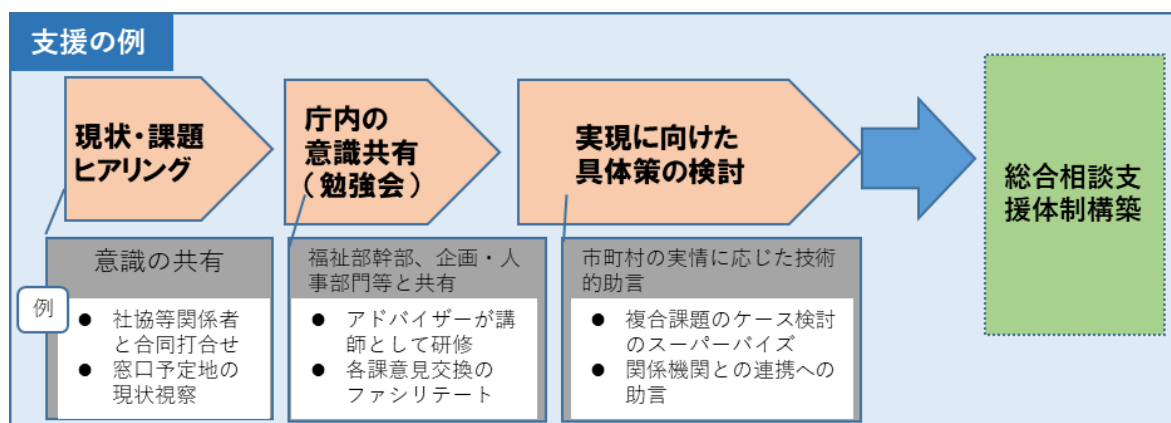 支援の例
現状・課題
ヒアリング
庁内の
意識共有
（勉強会）
実現に向けた
具体策の検討
総合相談支
援体制構築
意識の共有
例
● 社協等関係者
と合同打合せ
● 窓口予定地の
現状視察
福祉部幹部、企画・人
事部門等と共有
● アドバイザーが講
師として研修
● 各課意見交換の
ファシリテート
市町村の実情に応じた技術
的助言
● 複合課題のケース検討
のスーパーバイズ
● 関係機関との連携への
助言